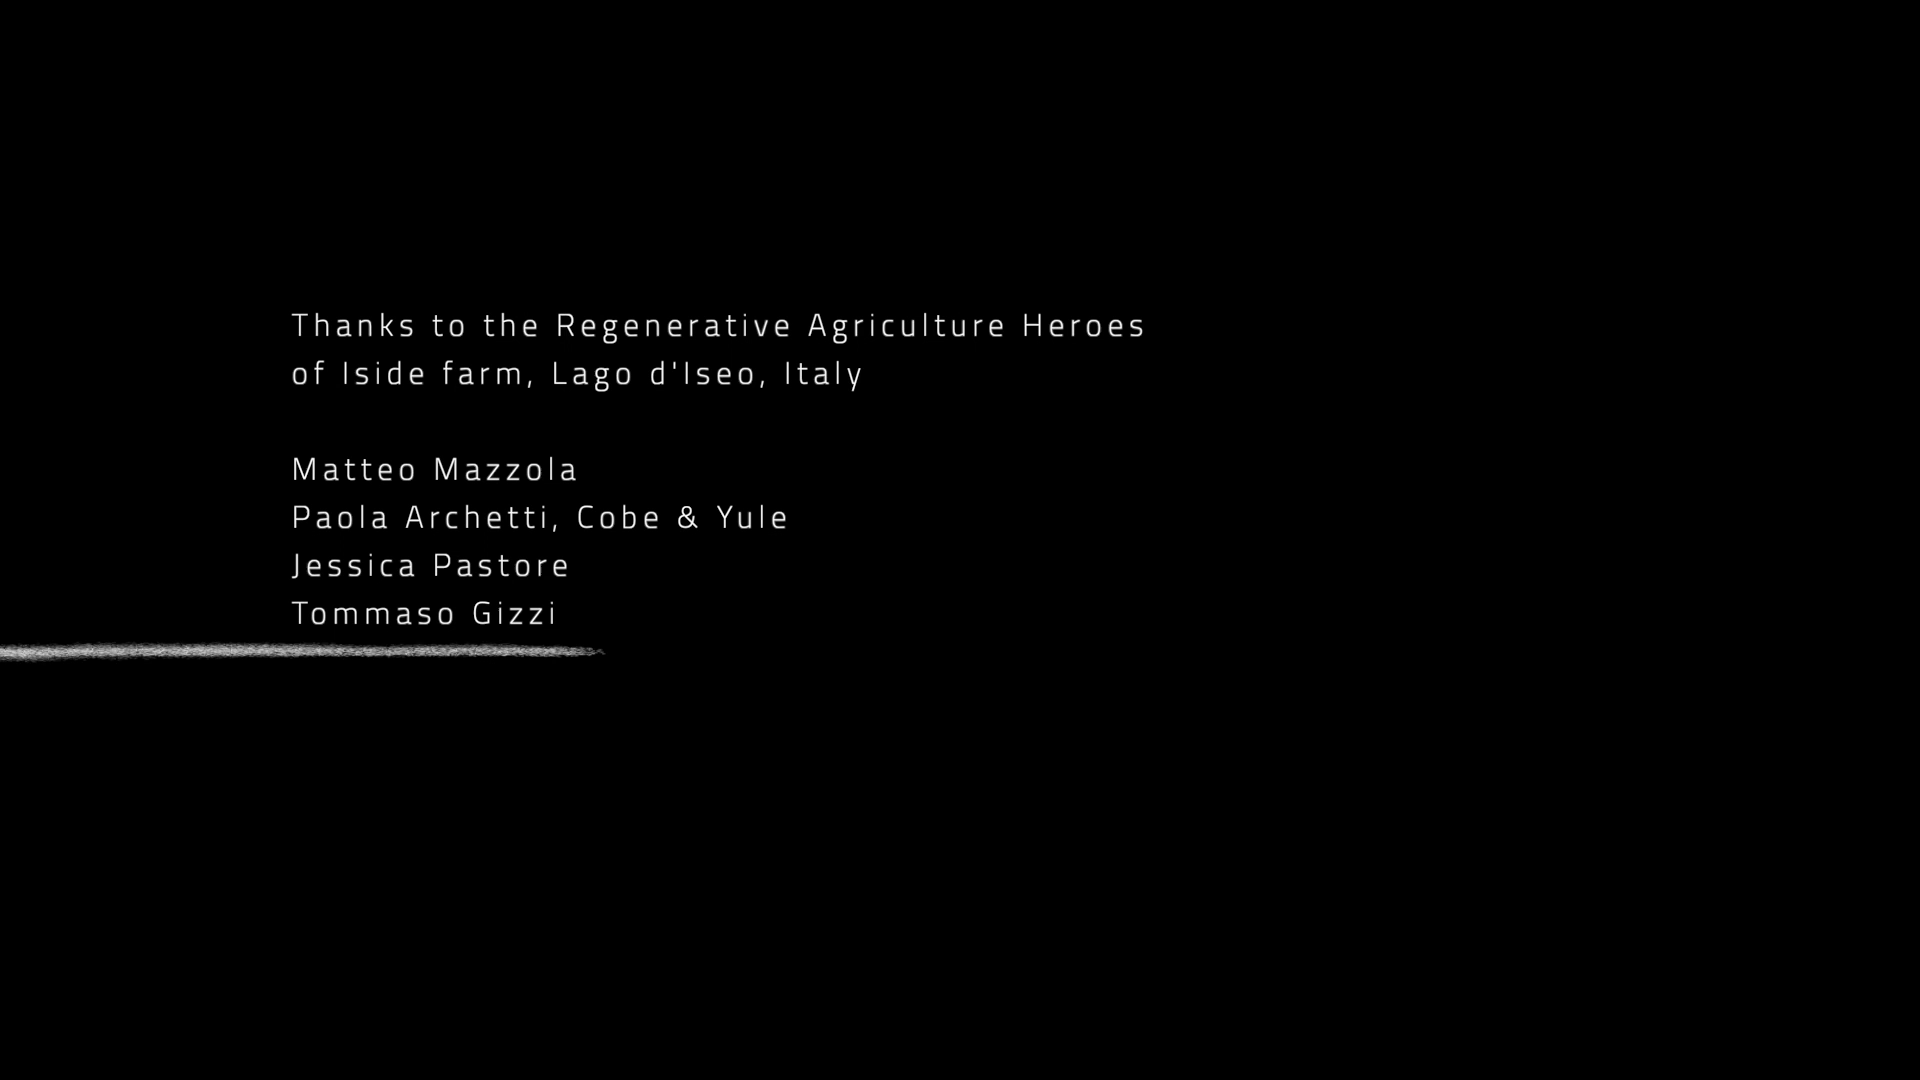 Thanks to the Regenerative Agriculture Heroes
of Iside farm, Lago d'Iseo, Italy
Matteo Mazzola
Paola Archetti, Cobe & Yule
Jessica Pastore
Tommaso Gizzi